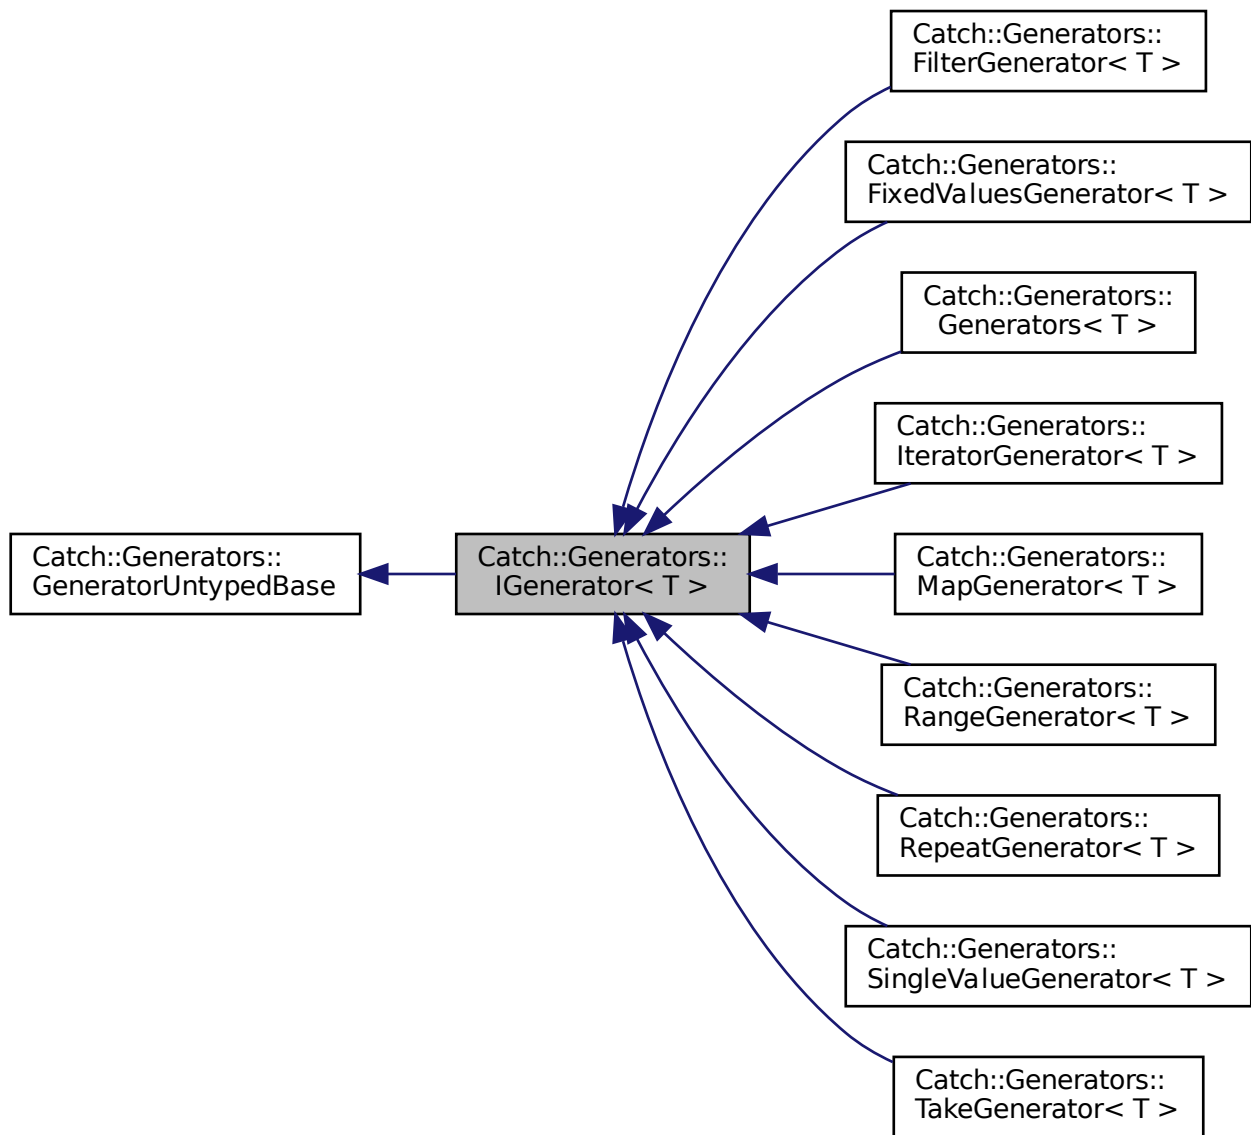 Catch::Generators::
FilterGenerator< T >
Catch::Generators::
FixedValuesGenerator< T >
Catch::Generators::
Generators< T >
Catch::Generators::
IteratorGenerator< T >
Catch::Generators::
GeneratorUntypedBase
Catch::Generators::
IGenerator< T >
Catch::Generators::
MapGenerator< T >
Catch::Generators::
RangeGenerator< T >
Catch::Generators::
RepeatGenerator< T >
Catch::Generators::
SingleValueGenerator< T >
Catch::Generators::
TakeGenerator< T >